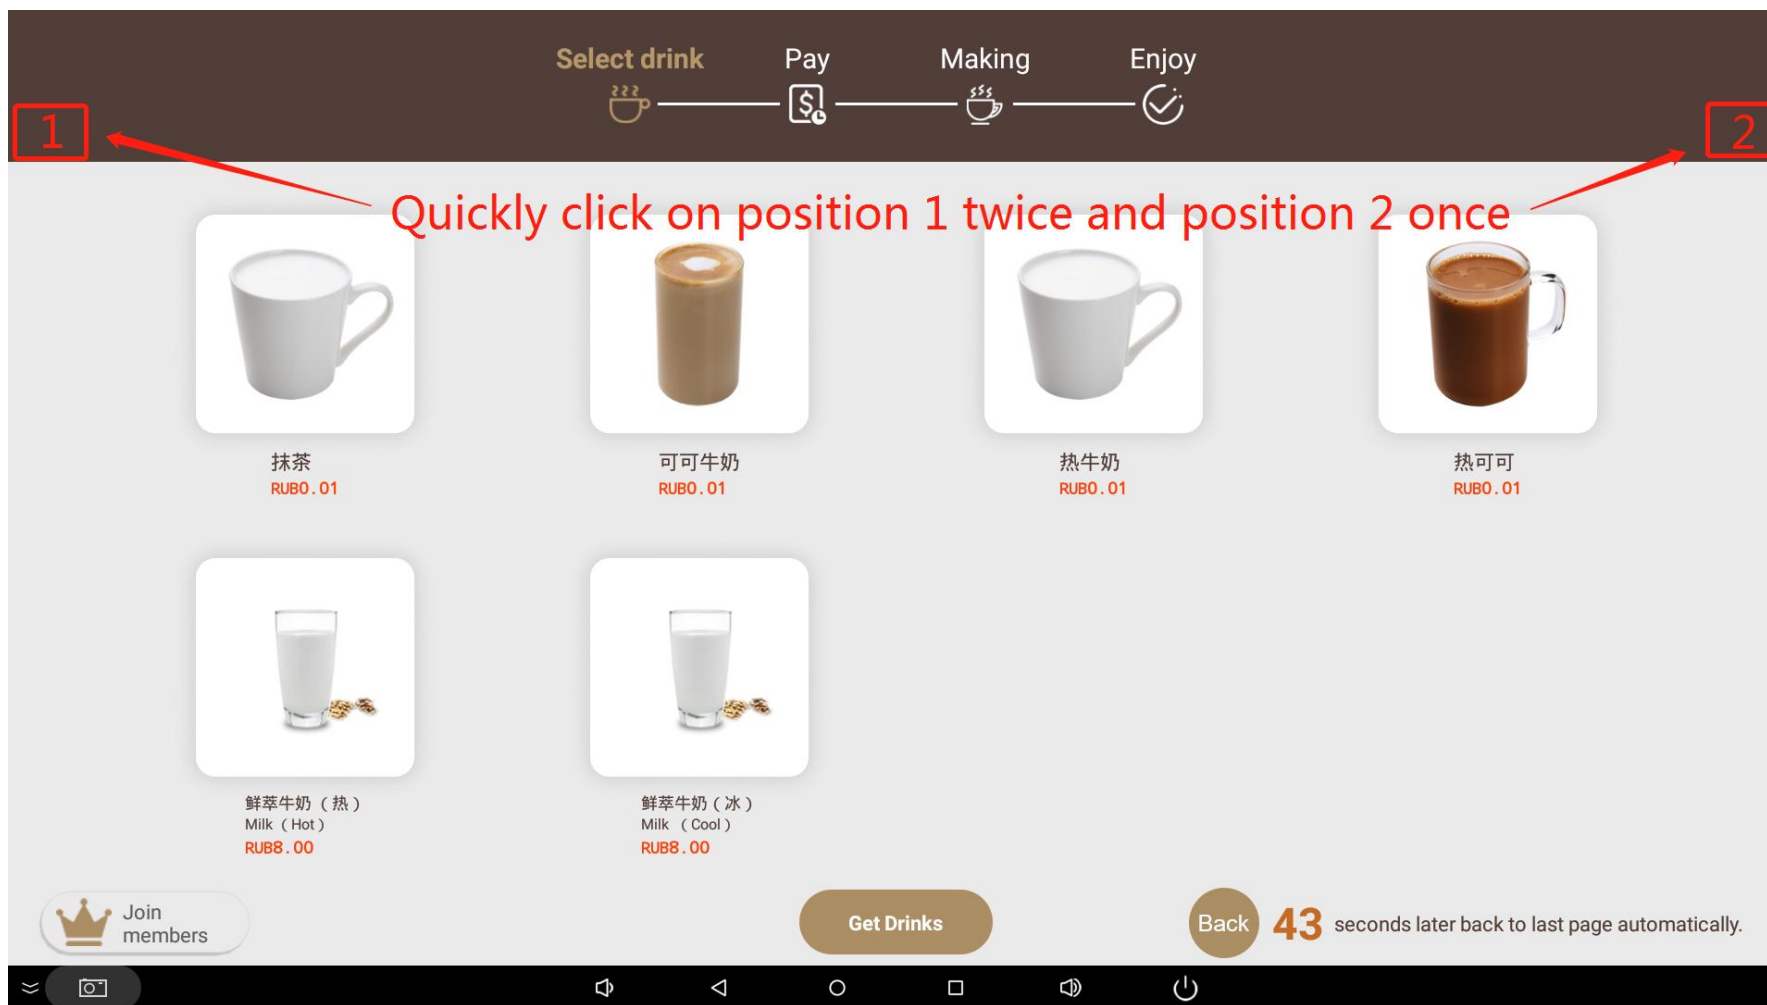 Select drink
Pay
Making
Enjoy
1
2
Quickly click on position 1 twice and position 2 once
抹茶
RUB0.01
可可牛奶
RUB0.01
热牛奶
RUB0.01
热可可
RUB0.01
鲜萃牛奶（热）
Milk （Hot）
RUB8.00
鲜萃牛奶（冰）
Milk （Cool）
RUB8.00
Join
members
Get Drinks
Back
43 seconds later back to last page automatically.